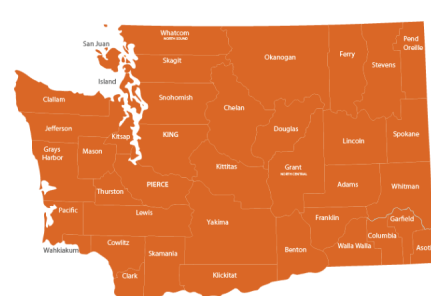 Whatcom
NORTH SOUND
San Juan
Skagit
Okanogan
Ferry
Stevens
Pend
Oreille
Island
Clallam
Snohomish
Chelan
Jefferson
Kitsap
KING
Douglas
Lincoln
Spokane
Grays
Harbor
Mason
Kittitas
Grant
NORTH CENTRAL
Thurston
PIERCE
Adams
Whitman
Pacific
Lewis
Yakima
Franklin
Garfield
Columbia
Wahkiakum
Cowlitz
Skamania
Benton
Walla Walla
Asoti
Clark
Klickitat